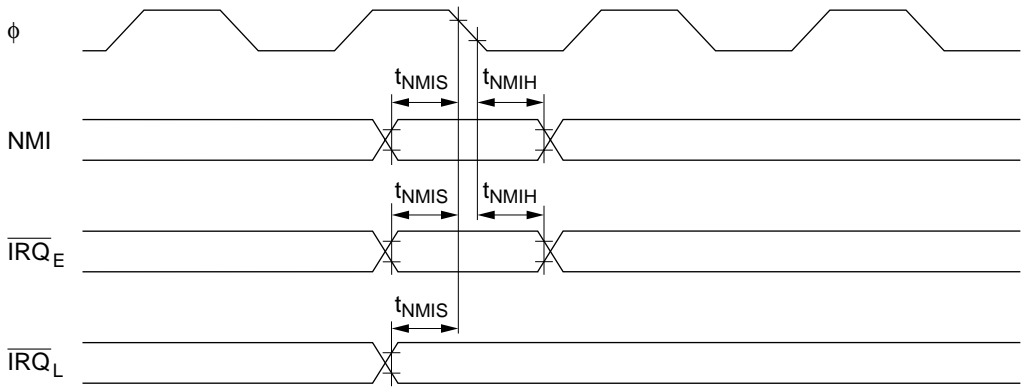 ϕ
tNMIS tNMIH
NMI
tNMIS tNMIH
IRQE
tNMIS
IRQL